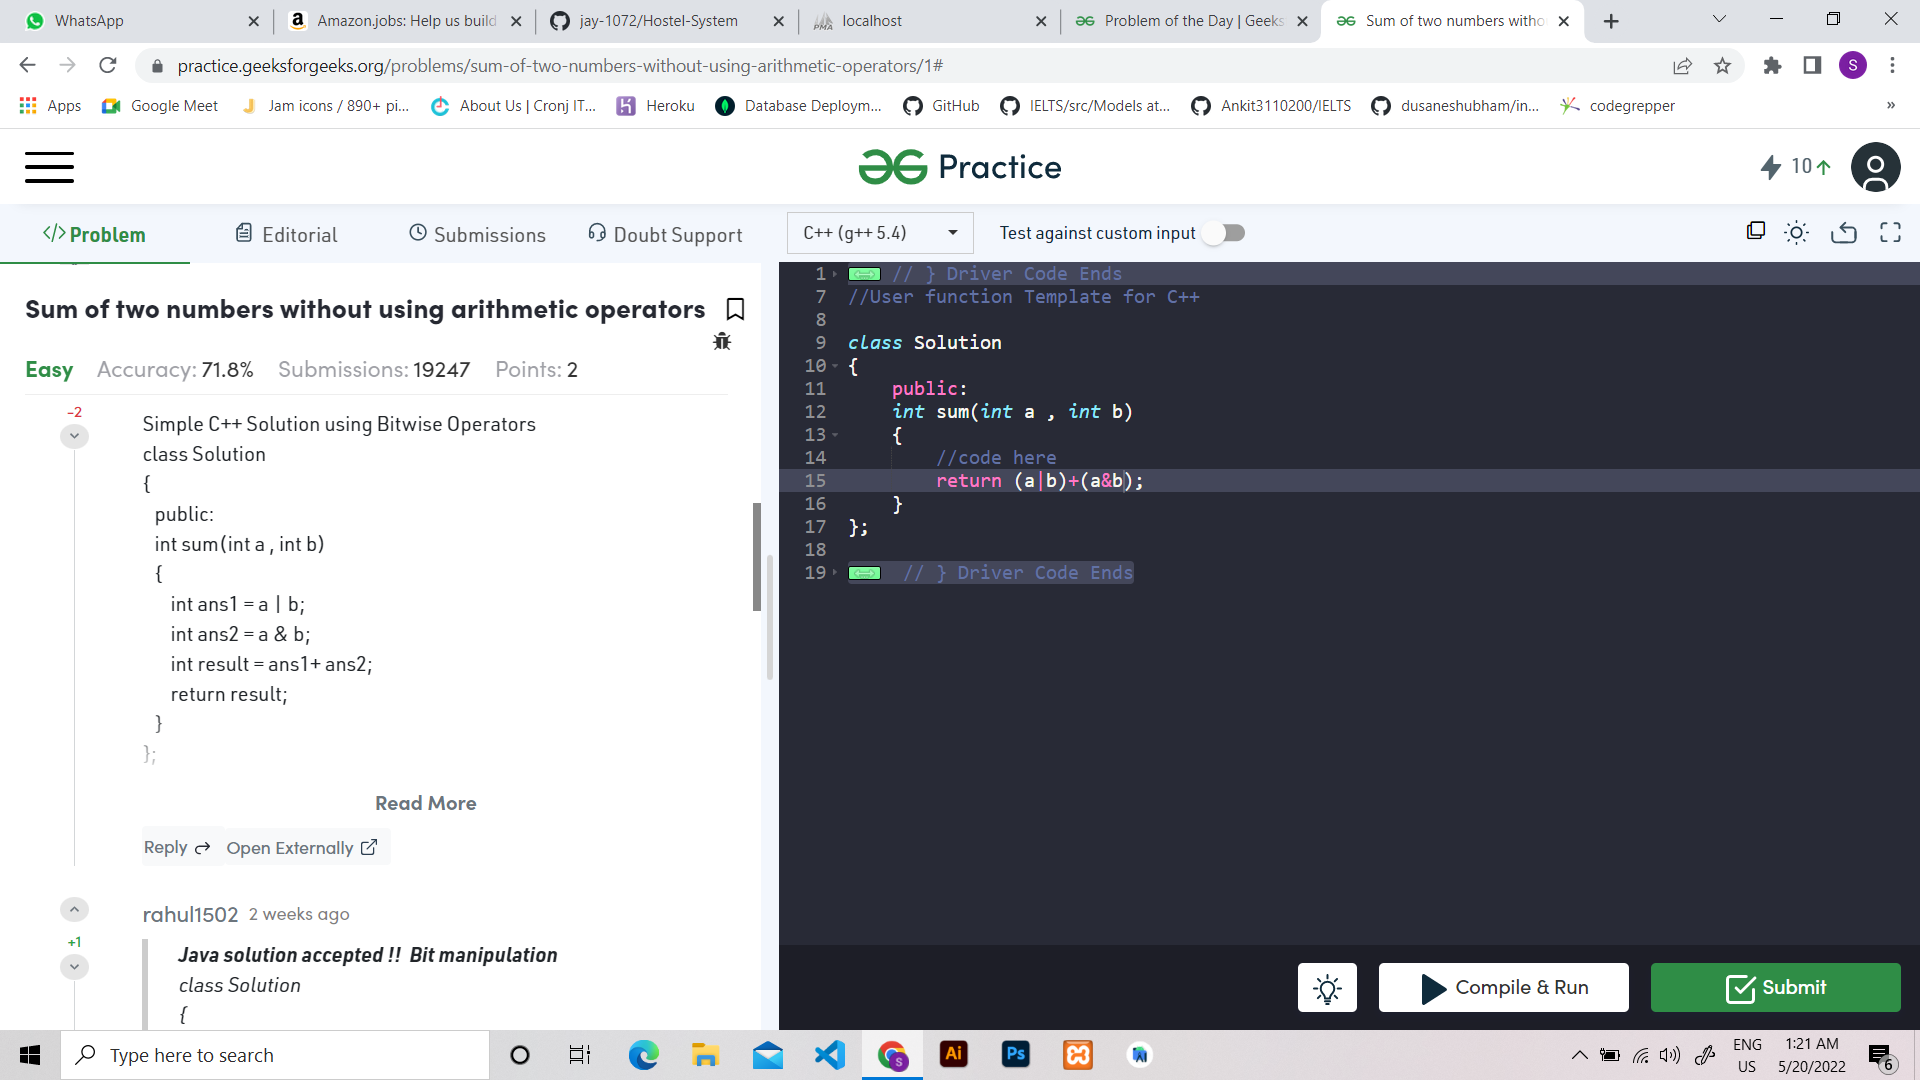 WhatsApp
Amazon.jobs: Help us build
jay-1072/Hostel-System
localhost
Problem of the Day | Geeks
Sum of two numbers witho
practice.geeksforgeeks.org/problems/sum-of-two-numbers-without-using-arithmetic-operators/1#
S
Apps
Google Meet
Jam icons / 890+ pi...
About Us | Cronj IT...
Heroku
Database Deploym...
GitHub
IELTS/src/Models at...
Ankit3110200/IELTS
dusaneshubham/in...
codegrepper
»
Practice
10
</> Problem
Editorial
Submissions
Doubt Support
C++ (g++ 5.4)
Test against custom input
Sum of two numbers without using arithmetic operators
Easy Accuracy: 71.8% Submissions: 19247 Points: 2
-2
Simple C++ Solution using Bitwise Operators
class Solution
{
public:
int sum(int a , int b)
{
int ans1 = a | b;
int ans2 = a & b;
int result = ans1+ ans2;
return result;
}
};
Read More
Reply
Open Externally
rahul1502 2 weeks ago
+1
Java solution accepted !! Bit manipulation
class Solution
{
1 // } Driver Code Ends
7 //User function Template for C++
8
9 class Solution
10 {
11 public:
12 int sum(int a , int b)
13 {
14 //code here
15 return (a|b)+(a&b);
16 }
17 };
18
19 // } Driver Code Ends
Compile & Run
Submit
Type here to search
S
Ai
Ps
ENG
US
1:21 AM
5/20/2022
6